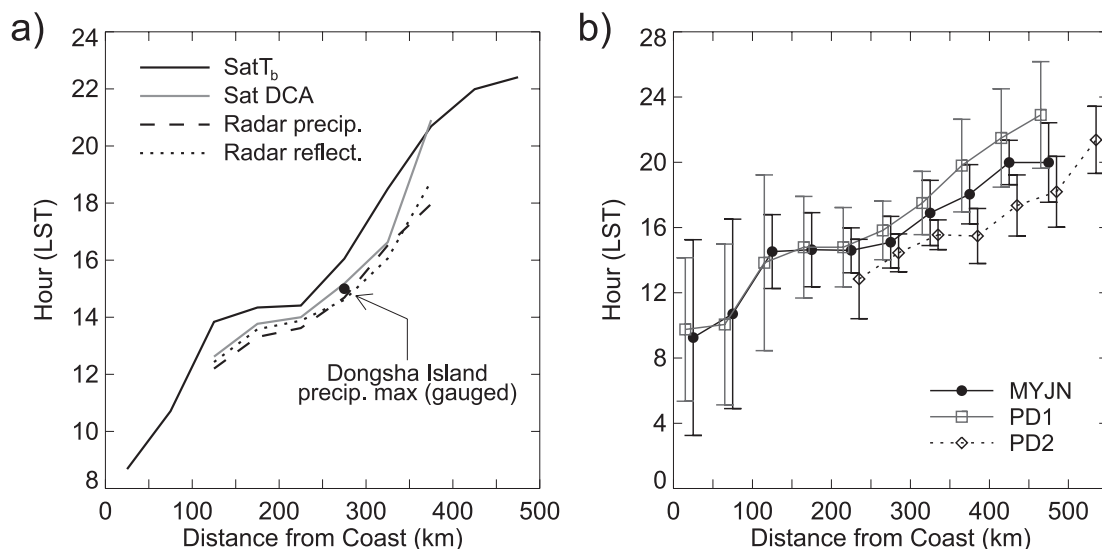 a)
24
22
20
18
16
14
12
10
8
Hour (LST)
SatT_b
Sat DCA
Radar precip.
Radar reflect.
Dongsha Island
precip. max (gauged)
0 100 200 300 400 500
Distance from Coast (km)
b)
28
24
20
16
12
8
4
0
Hour (LST)
MYJN
PD1
PD2
0 100 200 300 400 500
Distance from Coast (km)